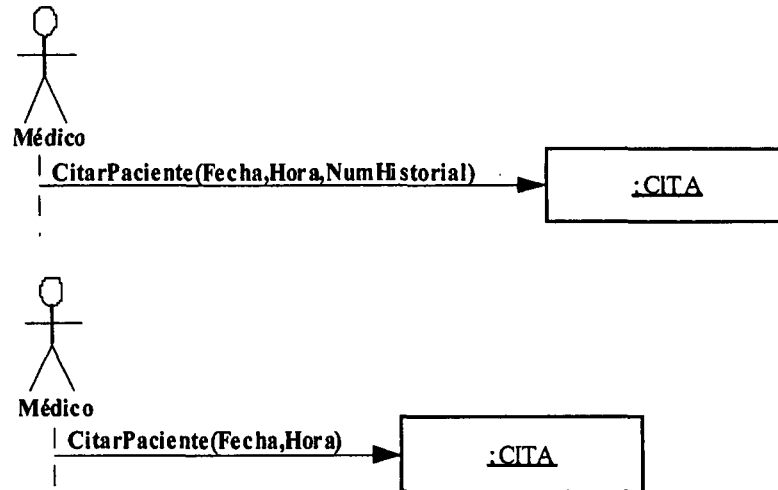 Médico
CitarPaciente(Fecha,Hora,NumHistorial)
:CITA
Médico
CitarPaciente(Fecha,Hora)
:CITA